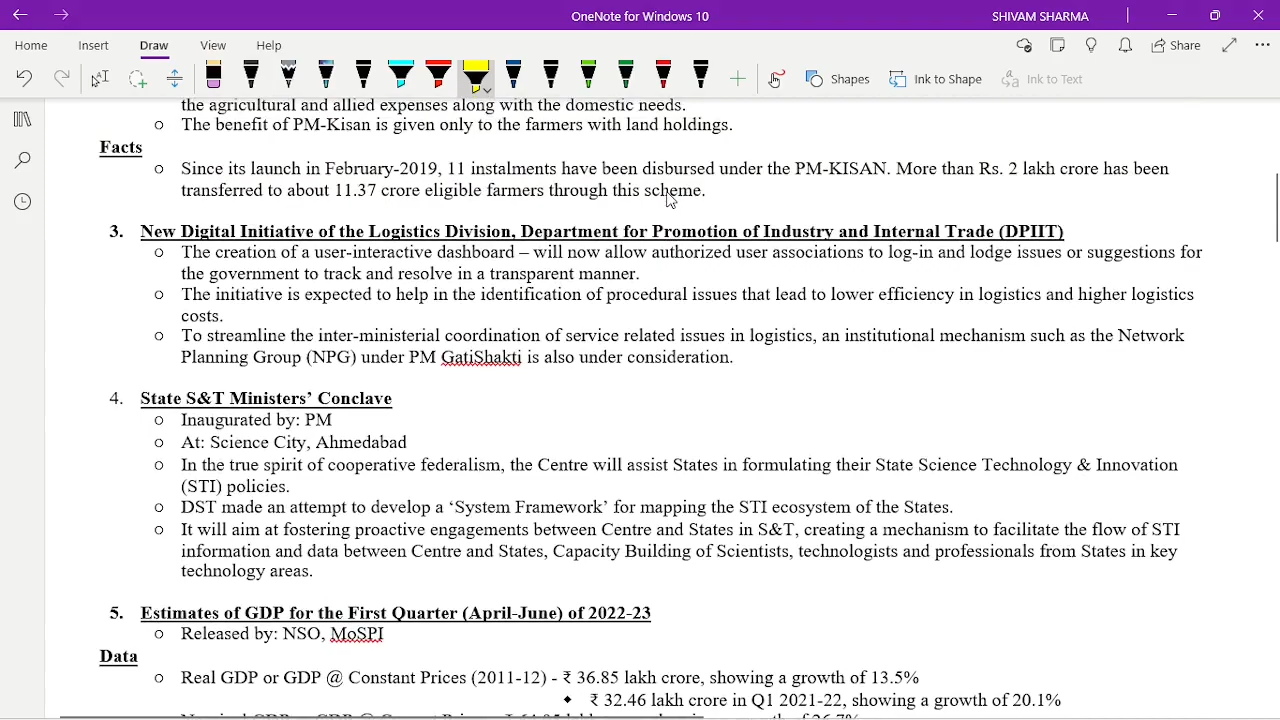 OneNote for Windows 10
SHIVAM SHARMA
Home Insert Draw View Help
Share
Shapes Ink to Shape Ink to Text
the agricultural and allied expenses along with the domestic needs.
o The benefit of PM-Kisan is given only to the farmers with land holdings.
Facts
o Since its launch in February-2019, 11 instalments have been disbursed under the PM-KISAN. More than Rs. 2 lakh crore has been
transferred to about 11.37 crore eligible farmers through this scheme.
3. New Digital Initiative of the Logistics Division, Department for Promotion of Industry and Internal Trade (DPIIT)
o The creation of a user-interactive dashboard – will now allow authorized user associations to log-in and lodge issues or suggestions for
the government to track and resolve in a transparent manner.
o The initiative is expected to help in the identification of procedural issues that lead to lower efficiency in logistics and higher logistics
costs.
o To streamline the inter-ministerial coordination of service related issues in logistics, an institutional mechanism such as the Network
Planning Group (NPG) under PM GatiShakti is also under consideration.
4. State S&T Ministers’ Conclave
o Inaugurated by: PM
o At: Science City, Ahmedabad
o In the true spirit of cooperative federalism, the Centre will assist States in formulating their State Science Technology & Innovation
(STI) policies.
o DST made an attempt to develop a ‘System Framework’ for mapping the STI ecosystem of the States.
o It will aim at fostering proactive engagements between Centre and States in S&T, creating a mechanism to facilitate the flow of STI
information and data between Centre and States, Capacity Building of Scientists, technologists and professionals from States in key
technology areas.
5. Estimates of GDP for the First Quarter (April-June) of 2022-23
o Released by: NSO, MoSPI
Data
o Real GDP or GDP @ Constant Prices (2011-12) - ₹ 36.85 lakh crore, showing a growth of 13.5%
◆ ₹ 32.46 lakh crore in Q1 2021-22, showing a growth of 20.1%